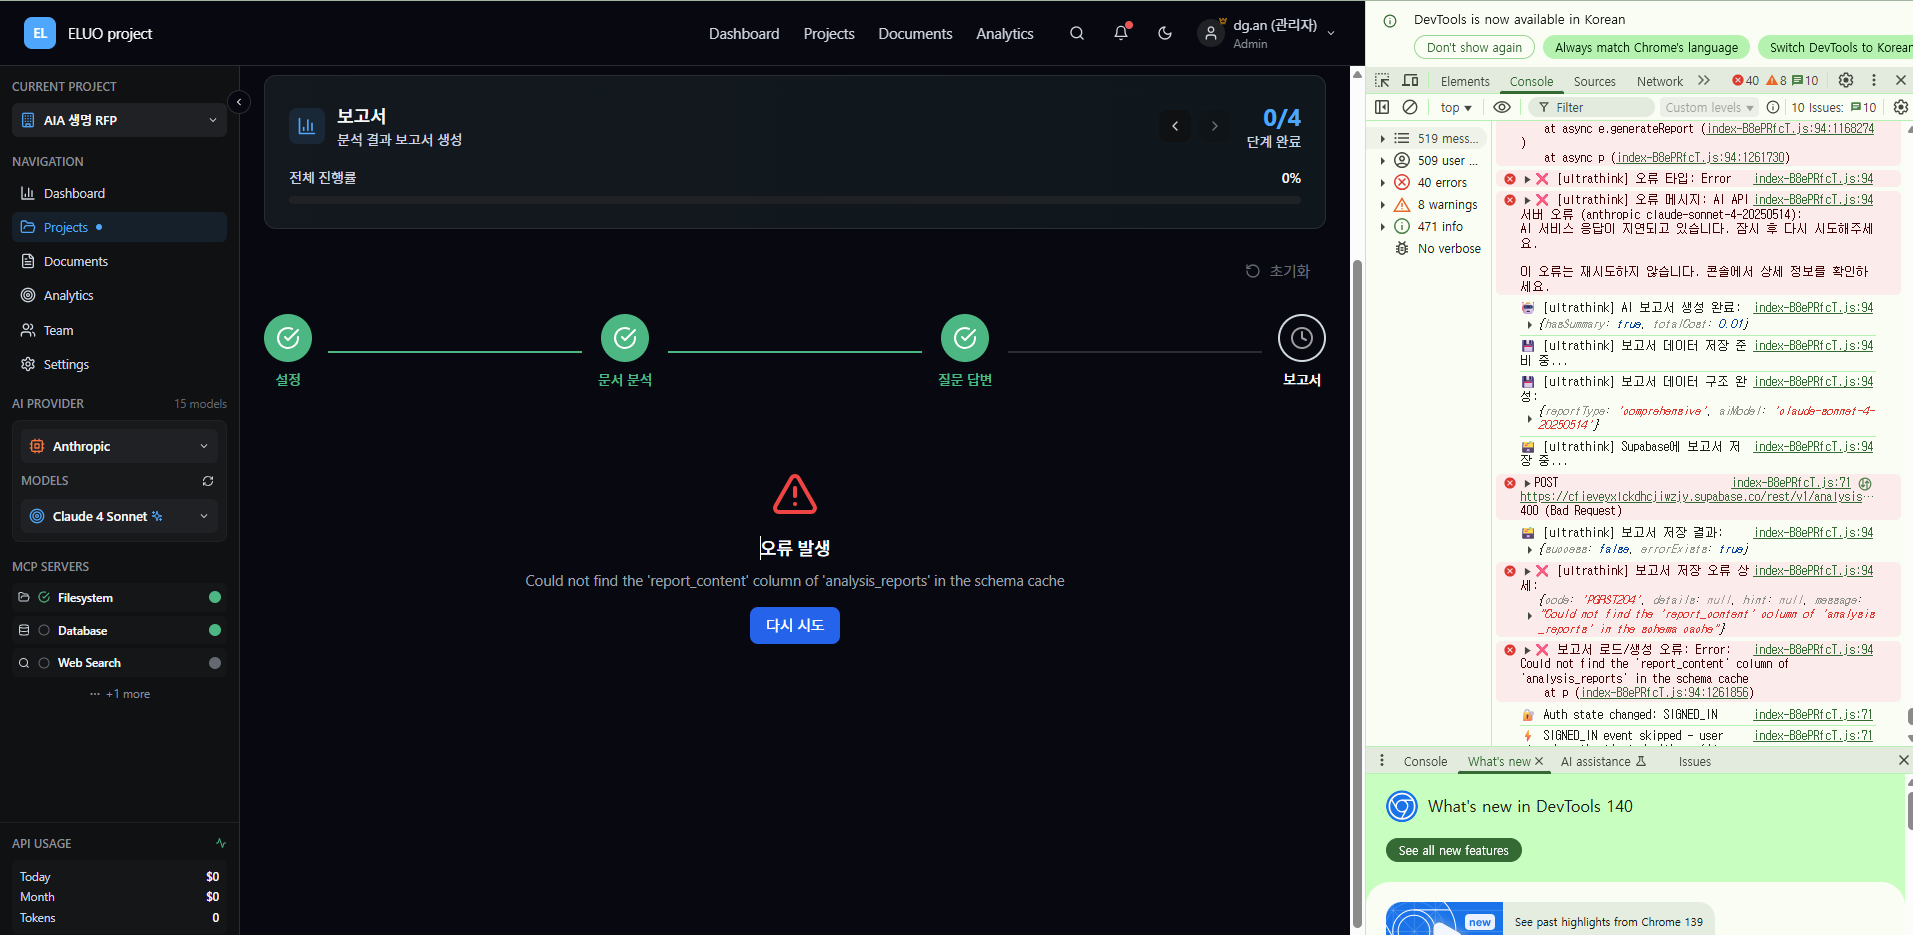 EL
ELUO project
Dashboard
Projects
Documents
Analytics
dg.an (관리자)
Admin
CURRENT PROJECT
AIA 생명 RFP
NAVIGATION
Dashboard
Projects
Documents
Analytics
Team
Settings
AI PROVIDER
15 models
Anthropic
MODELS
Claude 4 Sonnet
MCP SERVERS
Filesystem
Database
Web Search
··· +1 more
API USAGE
Today $0
Month $0
Tokens 0
보고서
분석 결과 보고서 생성
0/4
단계 완료
전체 진행률
0%
초기화
설정
문서 분석
질문 답변
보고서
오류 발생
Could not find the 'report_content' column of 'analysis_reports' in the schema cache
다시 시도
DevTools is now available in Korean
Don't show again
Always match Chrome's language
Switch DevTools to Korean
Elements
Console
Sources
Network
40
8
10
top
Filter
Custom levels
10 Issues:
10
519 mess...
509 user ...
40 errors
8 warnings
471 info
No verbose
at async e.generateReport (index-B8ePRfcT.js:94:1168274
)
at async p (index-B8ePRfcT.js:94:1261730)
[ultrathink] 오류 타입: Error index-B8ePRfcT.js:94
[ultrathink] 오류 메시지: AI API index-B8ePRfcT.js:94
서버 오류 (anthropic claude-sonnet-4-20250514):
AI 서비스 응답이 지연되고 있습니다. 잠시 후 다시 시도해주세
요.
이 오류는 재시도하지 않습니다. 콘솔에서 상세 정보를 확인하
세요.
[ultrathink] AI 보고서 생성 완료: index-B8ePRfcT.js:94
{hasSummary: true, totalCost: 0.01}
[ultrathink] 보고서 데이터 저장 준 index-B8ePRfcT.js:94
비 중...
[ultrathink] 보고서 데이터 구조 완 index-B8ePRfcT.js:94
성:
{reportType: 'comprehensive', aiModel: 'claude-sonnet-4-
20250514'}
[ultrathink] Supabase에 보고서 저 index-B8ePRfcT.js:94
장 중...
POST index-B8ePRfcT.js:71
https://cfieveyxlckdhcjiwzjy.supabase.co/rest/v1/analysis…
400 (Bad Request)
[ultrathink] 보고서 저장 결과: index-B8ePRfcT.js:94
{success: false, errorExists: true}
[ultrathink] 보고서 저장 오류 상 index-B8ePRfcT.js:94
세:
{code: 'PGRST204', details: null, hint: null, message:
"Could not find the 'report_content' column of 'analysis
_reports' in the schema cache"}
보고서 로드/생성 오류: Error: index-B8ePRfcT.js:94
Could not find the 'report_content' column of
'analysis_reports' in the schema cache
at p (index-B8ePRfcT.js:94:1261856)
Auth state changed: SIGNED_IN index-B8ePRfcT.js:71
SIGNED_IN event skipped - user index-B8ePRfcT.js:71
Console
What's new
AI assistance
Issues
What's new in DevTools 140
See all new features
new
See past highlights from Chrome 139